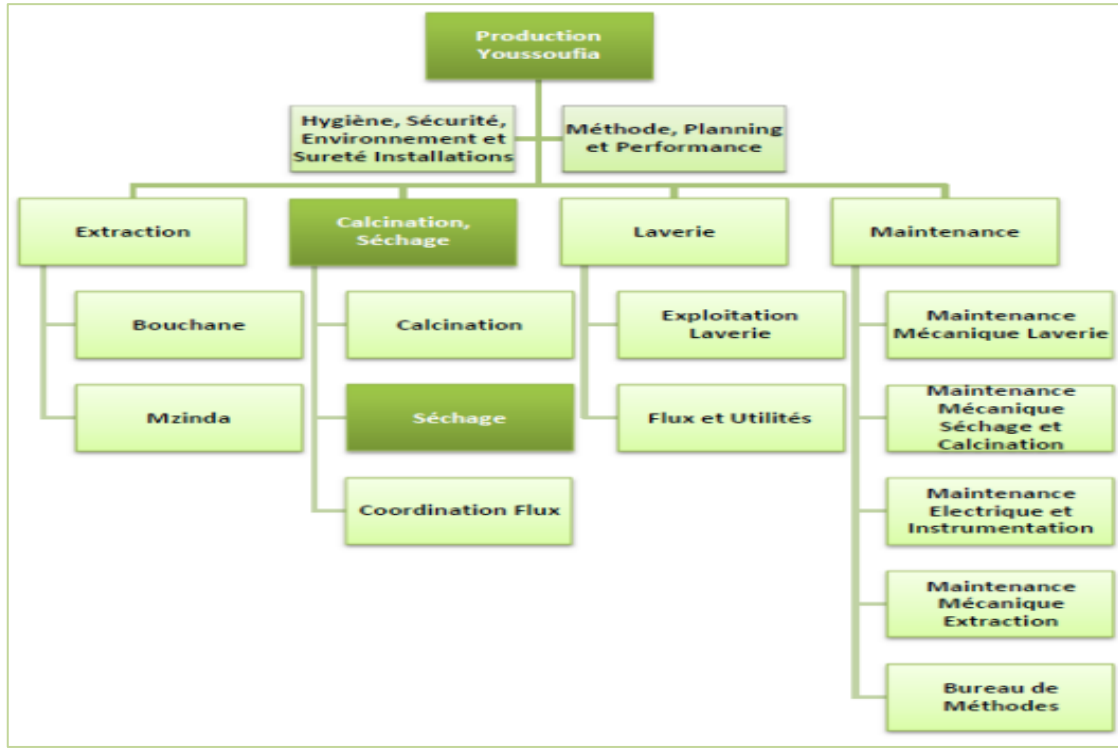 Production
Youssoufia
Hygiène, Sécurité,
Environnement et
Sureté Installations
Méthode, Planning
et Performance
Extraction
Calcination,
Séchage
Laverie
Maintenance
Bouchane
Mzinda
Calcination
Séchage
Coordination Flux
Exploitation
Laverie
Flux et Utilités
Maintenance
Mécanique Laverie
Maintenance
Mécanique
Séchage et
Calcination
Maintenance
Electrique et
Instrumentation
Maintenance
Mécanique
Extraction
Bureau de
Méthodes